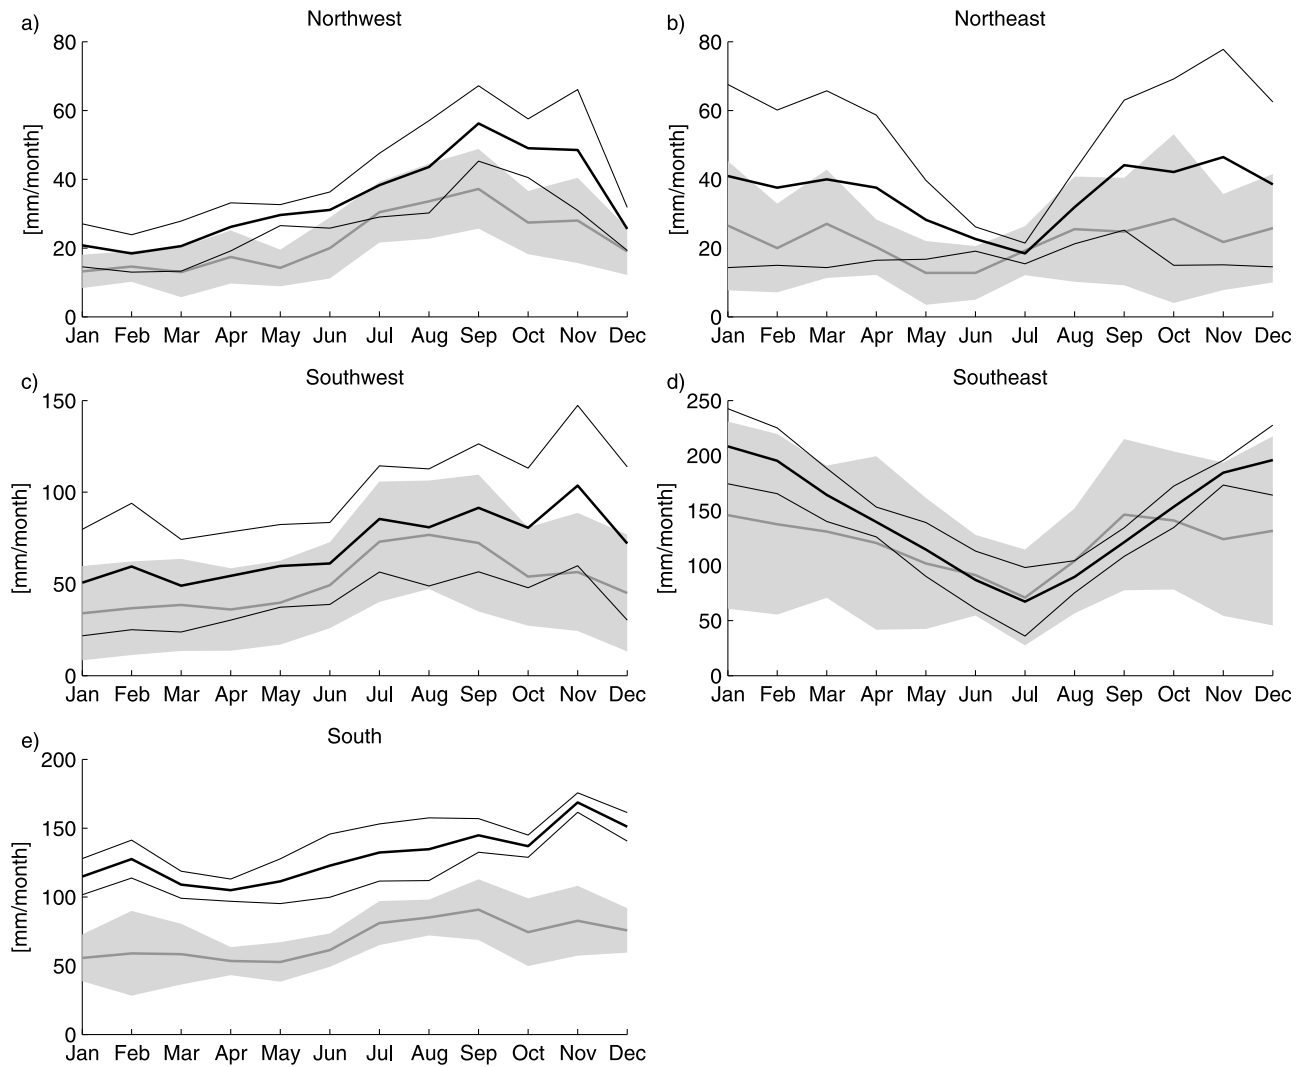 a)
Northwest
[mm/month]
80
60
40
20
0
Jan Feb Mar Apr May Jun Jul Aug Sep Oct Nov Dec
b)
Northeast
[mm/month]
80
60
40
20
0
Jan Feb Mar Apr May Jun Jul Aug Sep Oct Nov Dec
c)
Southwest
[mm/month]
150
100
50
0
Jan Feb Mar Apr May Jun Jul Aug Sep Oct Nov Dec
d)
Southeast
[mm/month]
250
200
150
100
50
0
Jan Feb Mar Apr May Jun Jul Aug Sep Oct Nov Dec
e)
South
[mm/month]
200
150
100
50
0
Jan Feb Mar Apr May Jun Jul Aug Sep Oct Nov Dec